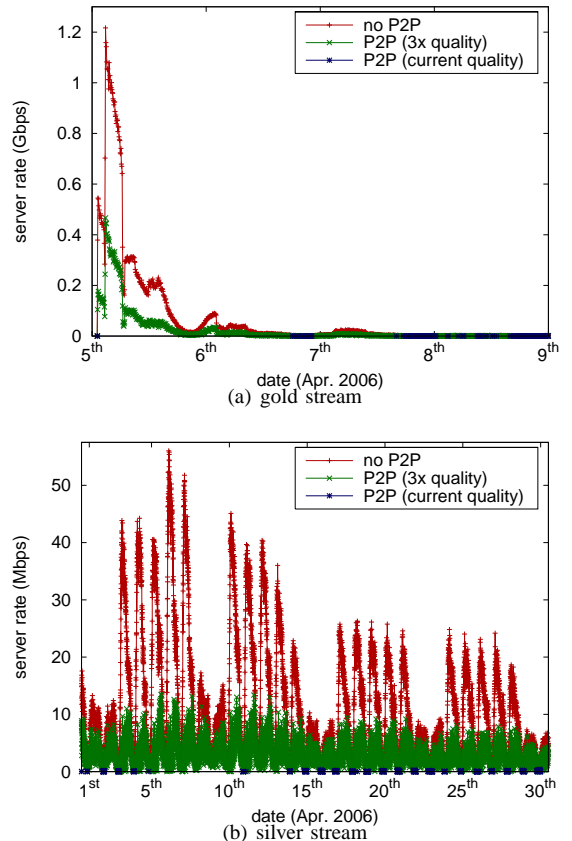 1.2
1
0.8
0.6
0.4
0.2
0
server rate (Gbps)
no P2P
P2P (3x quality)
P2P (current quality)
5th 6th 7th 8th 9th
date (Apr. 2006)
(a) gold stream
50
40
30
20
10
0
server rate (Mbps)
no P2P
P2P (3x quality)
P2P (current quality)
1st 5th 10th 15th 20th 25th 30th
date (Apr. 2006)
(b) silver stream